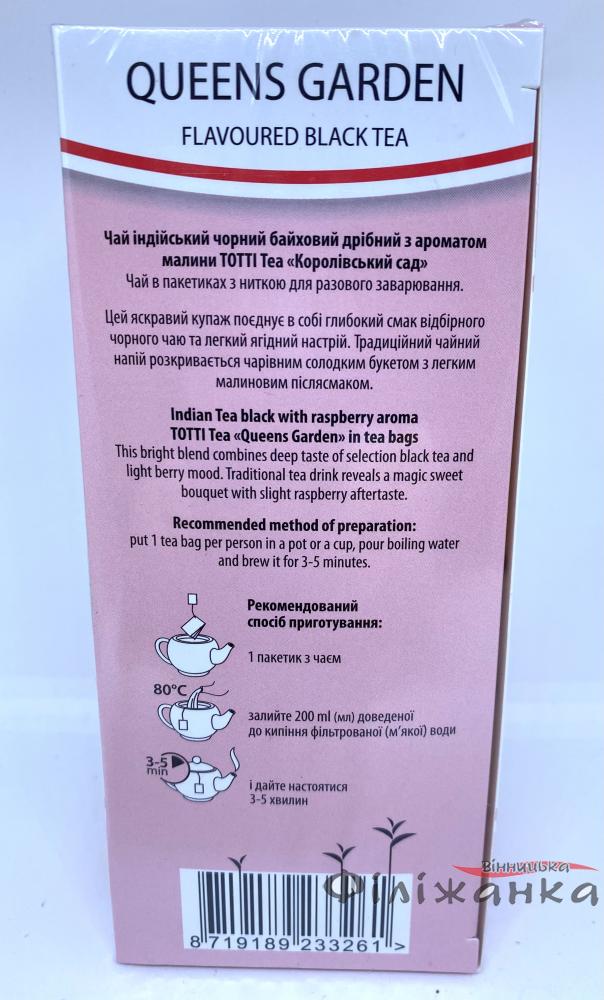 QUEENS GARDEN
FLAVOURED BLACK TEA
Чай індійський чорний байховий дрібний з ароматом
малини TOTTI Tea «Королівський сад»
Чай в пакетиках з ниткою для разового заварювання.
Цей яскравий купаж поєднує в собі глибокий смак відбірного
чорного чаю та легкий ягідний настрій. Традиційний чайний
напій розкривається чарівним солодким букетом з легким
малиновим післясмаком.
Indian Tea black with raspberry aroma
TOTTI Tea «Queens Garden» in tea bags
This bright blend combines deep taste of selection black tea and
light berry mood. Traditional tea drink reveals a magic sweet
bouquet with slight raspberry aftertaste.
Recommended method of preparation:
put 1 tea bag per person in a pot or a cup, pour boiling water
and brew it for 3-5 minutes.
Рекомендований
спосіб приготування:
1 пакетик з чаєм
80°C
залийте 200 ml (мл) доведеної
до кипіння фільтрованої (м'якої) води
3-5
min
і дайте настоятися
3-5 хвилин
Вінницька
Філіжанка
8 719189 233261 >